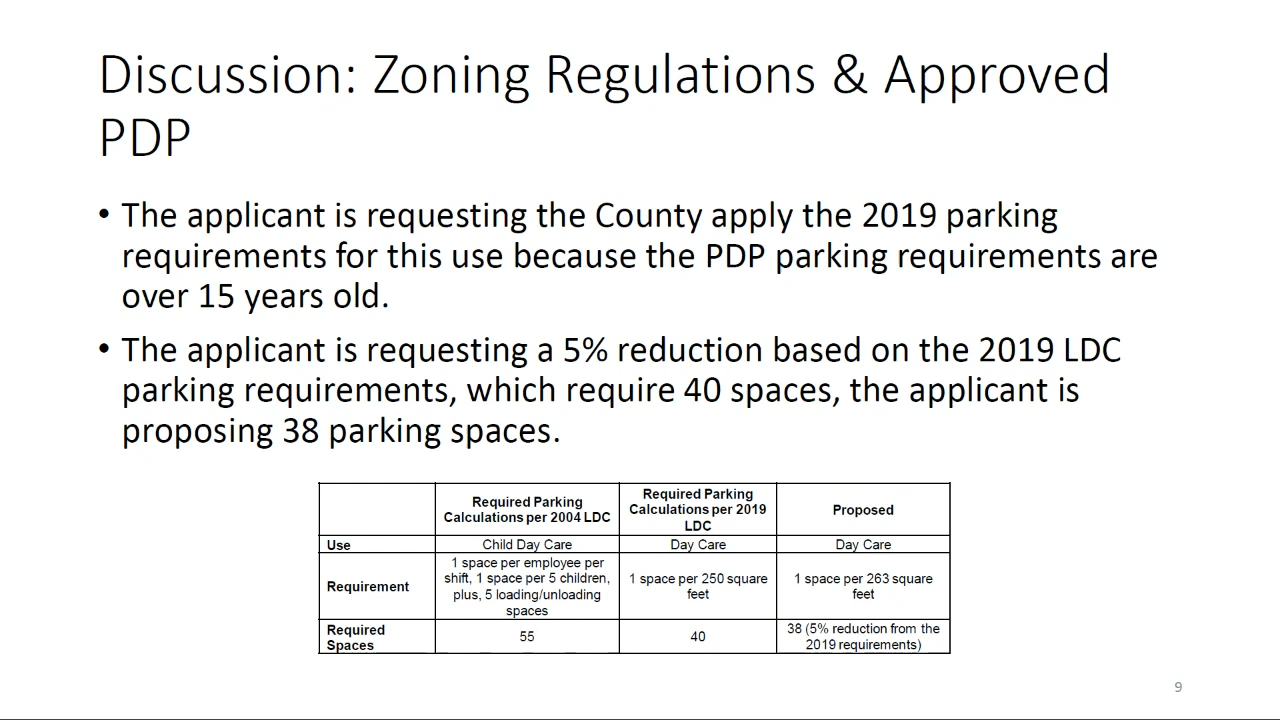 Discussion: Zoning Regulations & Approved
PDP
• The applicant is requesting the County apply the 2019 parking
requirements for this use because the PDP parking requirements are
over 15 years old.
• The applicant is requesting a 5% reduction based on the 2019 LDC
parking requirements, which require 40 spaces, the applicant is
proposing 38 parking spaces.
Required Parking
Calculations per 2004 LDC
Required Parking
Calculations per 2019
LDC
Proposed
Use
Child Day Care
Day Care
Day Care
Requirement
1 space per employee per
shift, 1 space per 5 children,
plus, 5 loading/unloading
spaces
1 space per 250 square
feet
1 space per 263 square
feet
Required
Spaces
55
40
38 (5% reduction from the
2019 requirements)
9